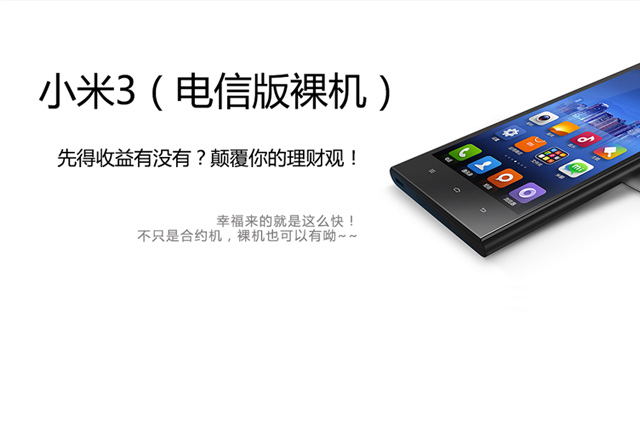 小米3（电信版裸机）
先得收益有没有？颠覆你的理财观！
幸福来的就是这么快！
不只是合约机，裸机也可以有呦~~